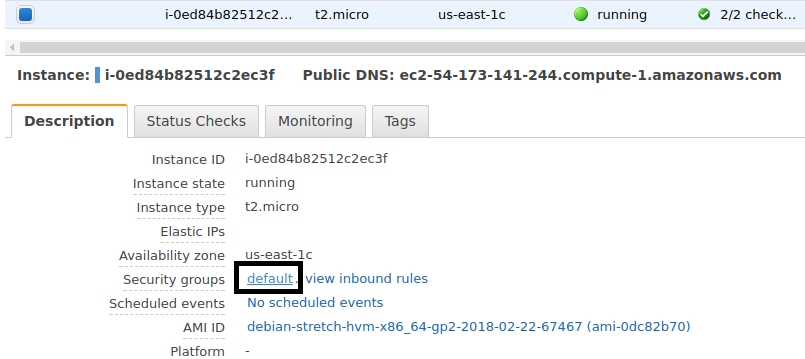 i-0ed84b82512c2... t2.micro us-east-1c running 2/2 check...
Instance: i-0ed84b82512c2ec3f Public DNS: ec2-54-173-141-244.compute-1.amazonaws.com
Description Status Checks Monitoring Tags
Instance ID i-0ed84b82512c2ec3f
Instance state running
Instance type t2.micro
Elastic IPs
Availability zone us-east-1c
Security groups default. view inbound rules
Scheduled events No scheduled events
AMI ID debian-stretch-hvm-x86_64-gp2-2018-02-22-67467 (ami-0dc82b70)
Platform -